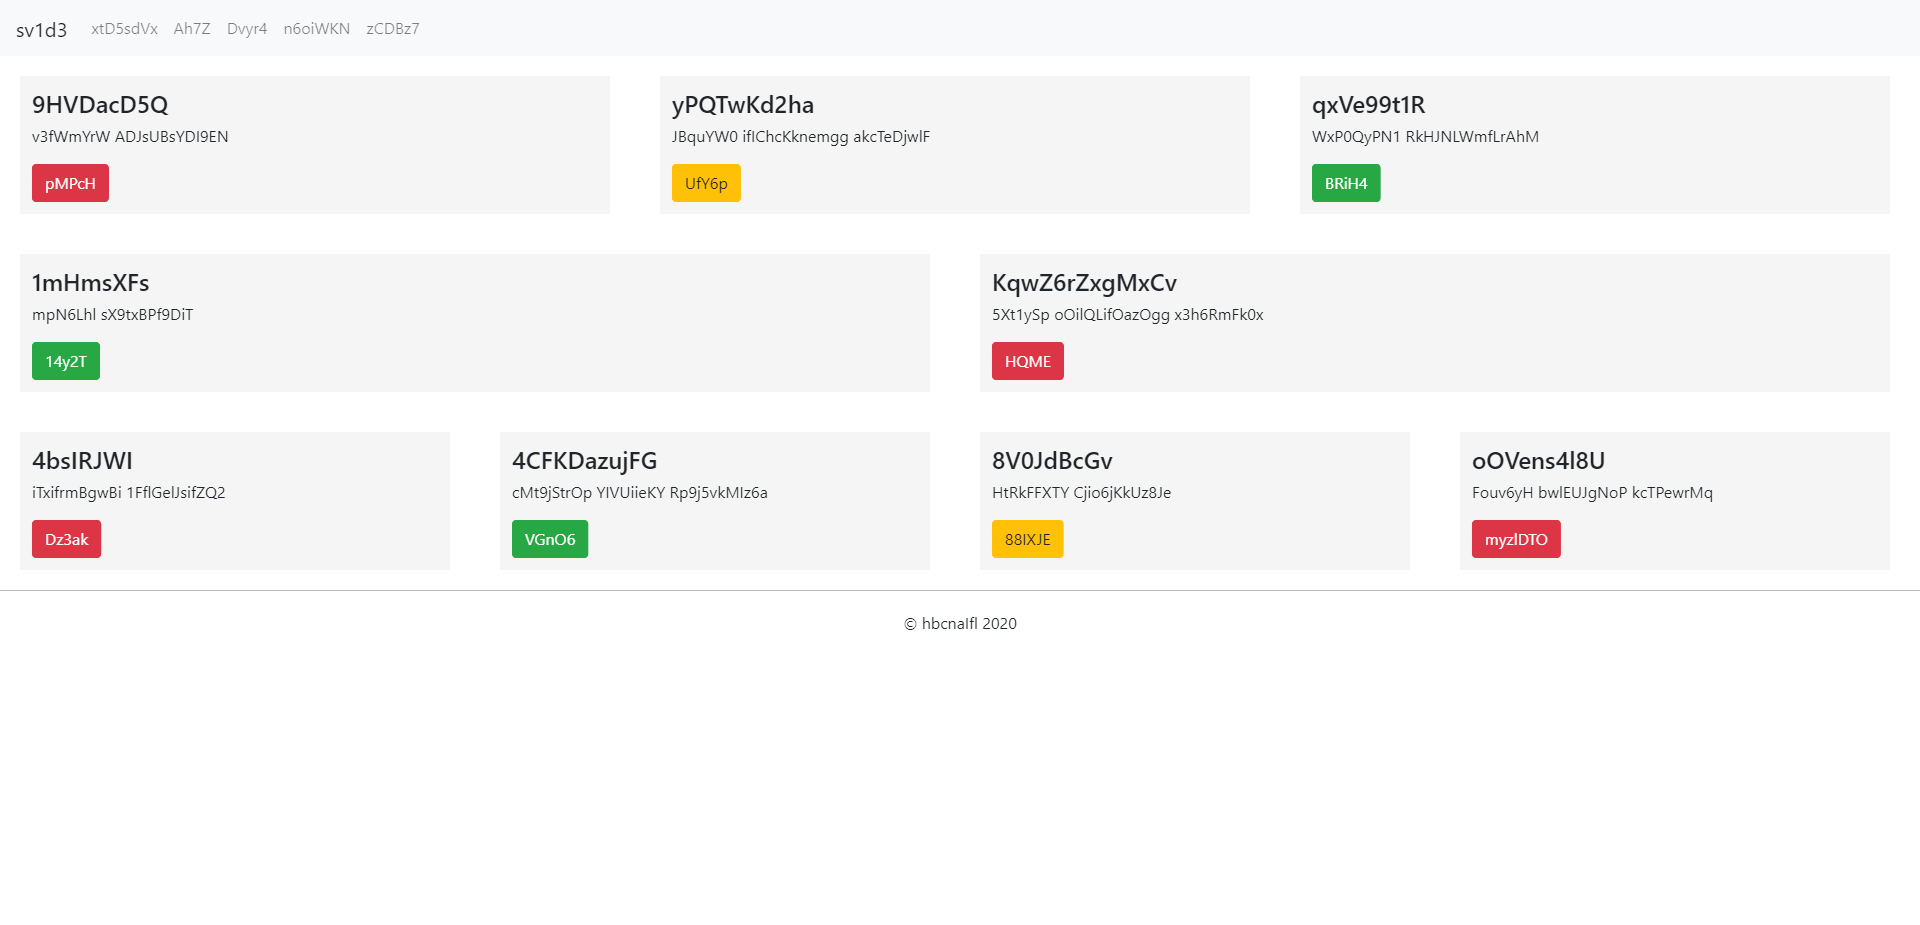 sv1d3 xtD5sdVx Ah7Z Dvyr4 n6oiWKN zCDBz7
9HVDacD5Q
v3fWmYrW ADJsUBsYDI9EN
pMPcH
yPQTwKd2ha
JBquYW0 ifIChcKknemgg akcTeDjwlF
UfY6p
qxVe99t1R
WxP0QyPN1 RkHJNLWmfLrAhM
BRiH4
1mHmsXFs
mpN6Lhl sX9txBPf9DiT
14y2T
KqwZ6rZxgMxCv
5Xt1ySp oOilQLifOazOgg x3h6RmFk0x
HQME
4bsIRJWI
iTxifrmBgwBi 1FflGelJsifZQ2
Dz3ak
4CFKDazujFG
cMt9jStrOp YIVUiieKY Rp9j5vkMIz6a
VGnO6
8V0JdBcGv
HtRkFFXTY Cjio6jKkUz8Je
88IXJE
oOVens4l8U
Fouv6yH bwlEUJgNoP kcTPewrMq
myzlDTO
© hbcnaIfl 2020